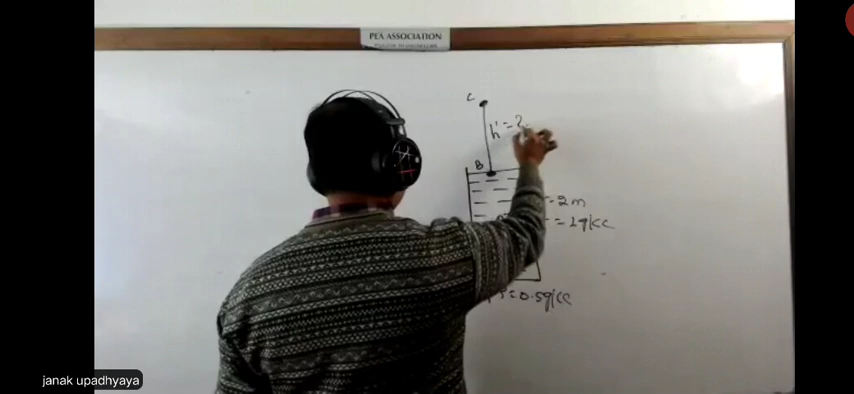 PEA ASSOCIATION
C
h' = ?
B
= 2m
= 1g/cc
= 0.5g/cc
janak upadhyaya